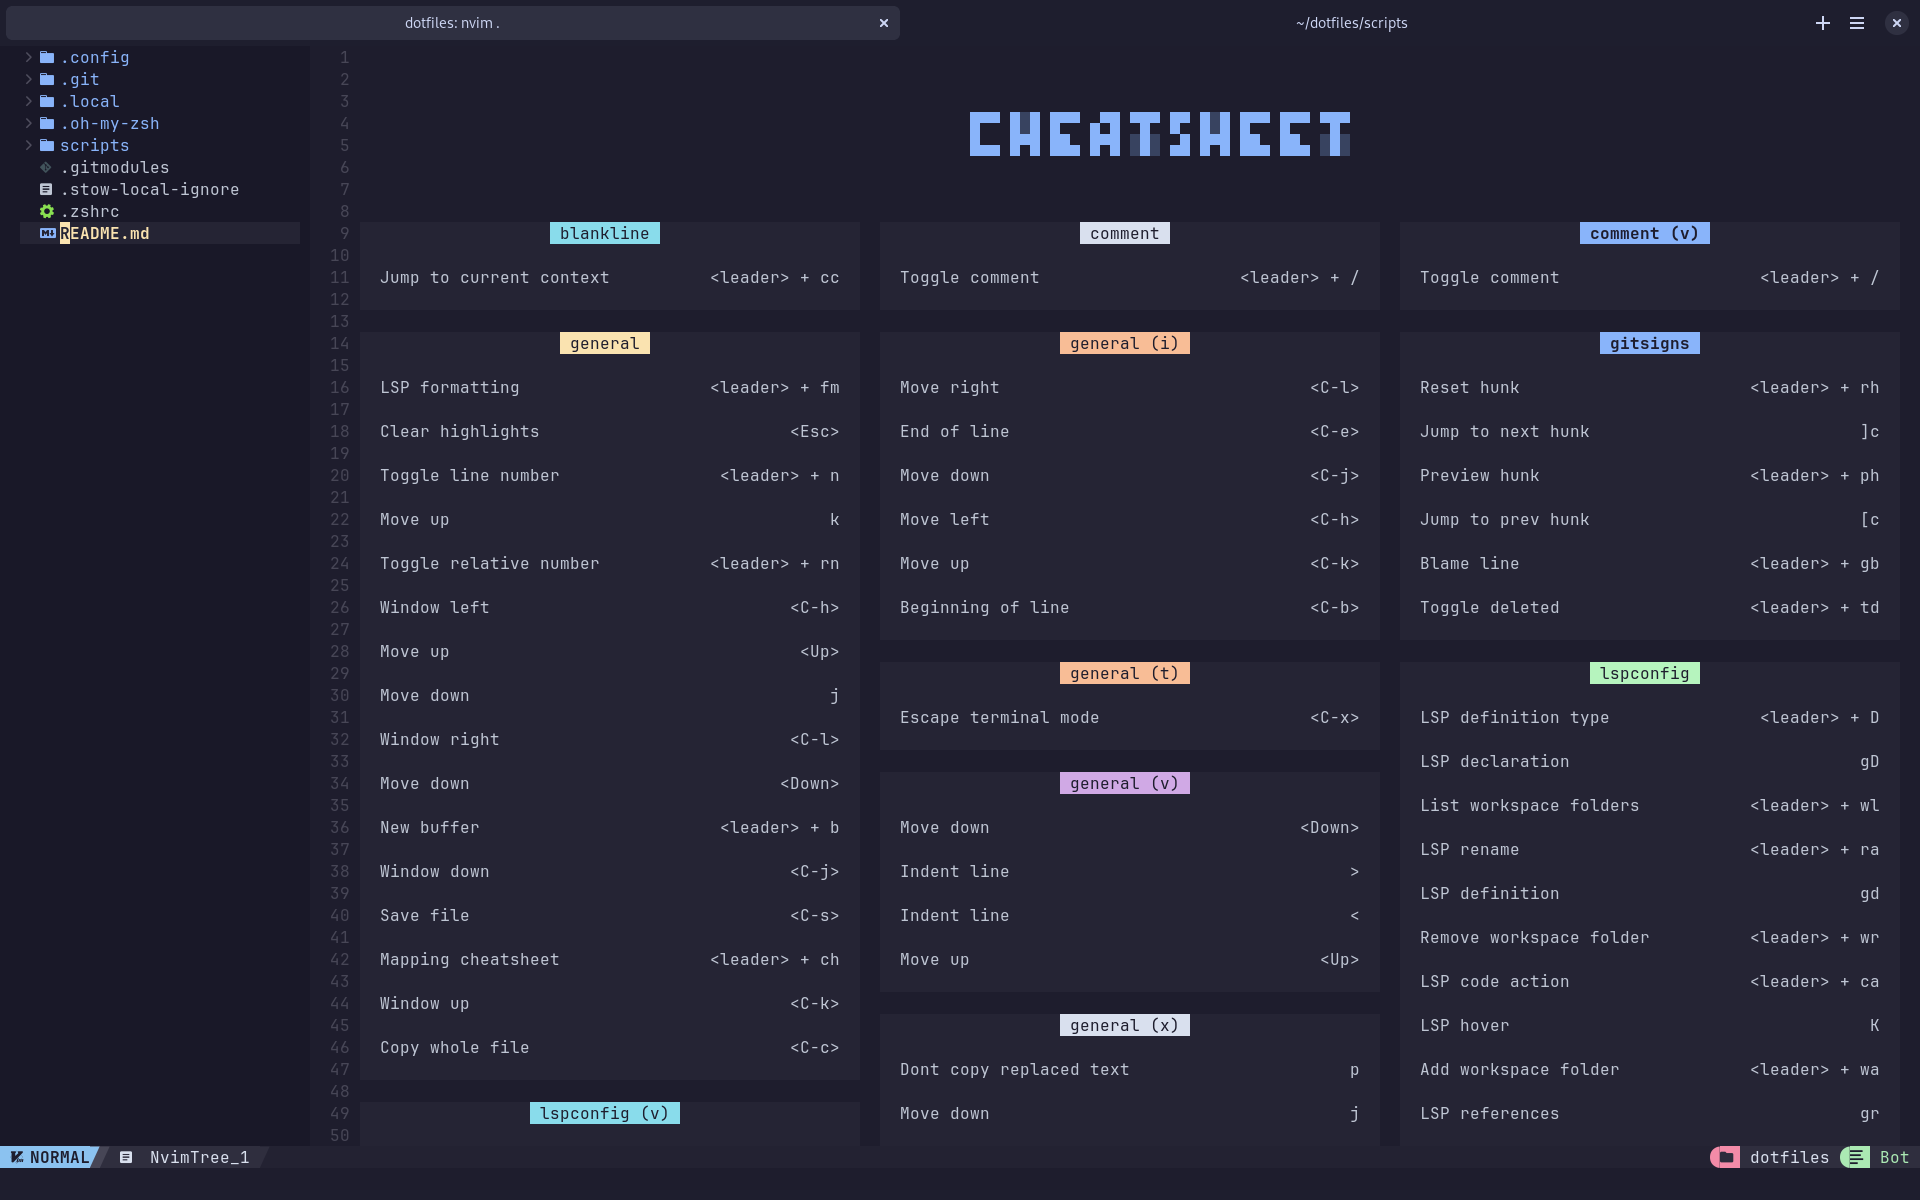 dotfiles: nvim .
~/dotfiles/scripts
.config
.git
.local
.oh-my-zsh
scripts
.gitmodules
.stow-local-ignore
.zshrc
README.md
1
2
3
4
5
6
7
8
9
10
11
12
13
14
15
16
17
18
19
20
21
22
23
24
25
26
27
28
29
30
31
32
33
34
35
36
37
38
39
40
41
42
43
44
45
46
47
48
49
50
CHEATSHEET
blankline
Jump to current context <leader> + cc
general
LSP formatting <leader> + fm
Clear highlights <Esc>
Toggle line number <leader> + n
Move up k
Toggle relative number <leader> + rn
Window left <C-h>
Move up <Up>
Move down j
Window right <C-l>
Move down <Down>
New buffer <leader> + b
Window down <C-j>
Save file <C-s>
Mapping cheatsheet <leader> + ch
Window up <C-k>
Copy whole file <C-c>
lspconfig (v)
comment
Toggle comment <leader> + /
general (i)
Move right <C-l>
End of line <C-e>
Move down <C-j>
Move left <C-h>
Move up <C-k>
Beginning of line <C-b>
general (t)
Escape terminal mode <C-x>
general (v)
Move down <Down>
Indent line >
Indent line <
Move up <Up>
general (x)
Dont copy replaced text p
Move down j
comment (v)
Toggle comment <leader> + /
gitsigns
Reset hunk <leader> + rh
Jump to next hunk ]c
Preview hunk <leader> + ph
Jump to prev hunk [c
Blame line <leader> + gb
Toggle deleted <leader> + td
lspconfig
LSP definition type <leader> + D
LSP declaration gD
List workspace folders <leader> + wl
LSP rename <leader> + ra
LSP definition gd
Remove workspace folder <leader> + wr
LSP code action <leader> + ca
LSP hover K
Add workspace folder <leader> + wa
LSP references gr
NORMAL NvimTree_1 dotfiles Bot